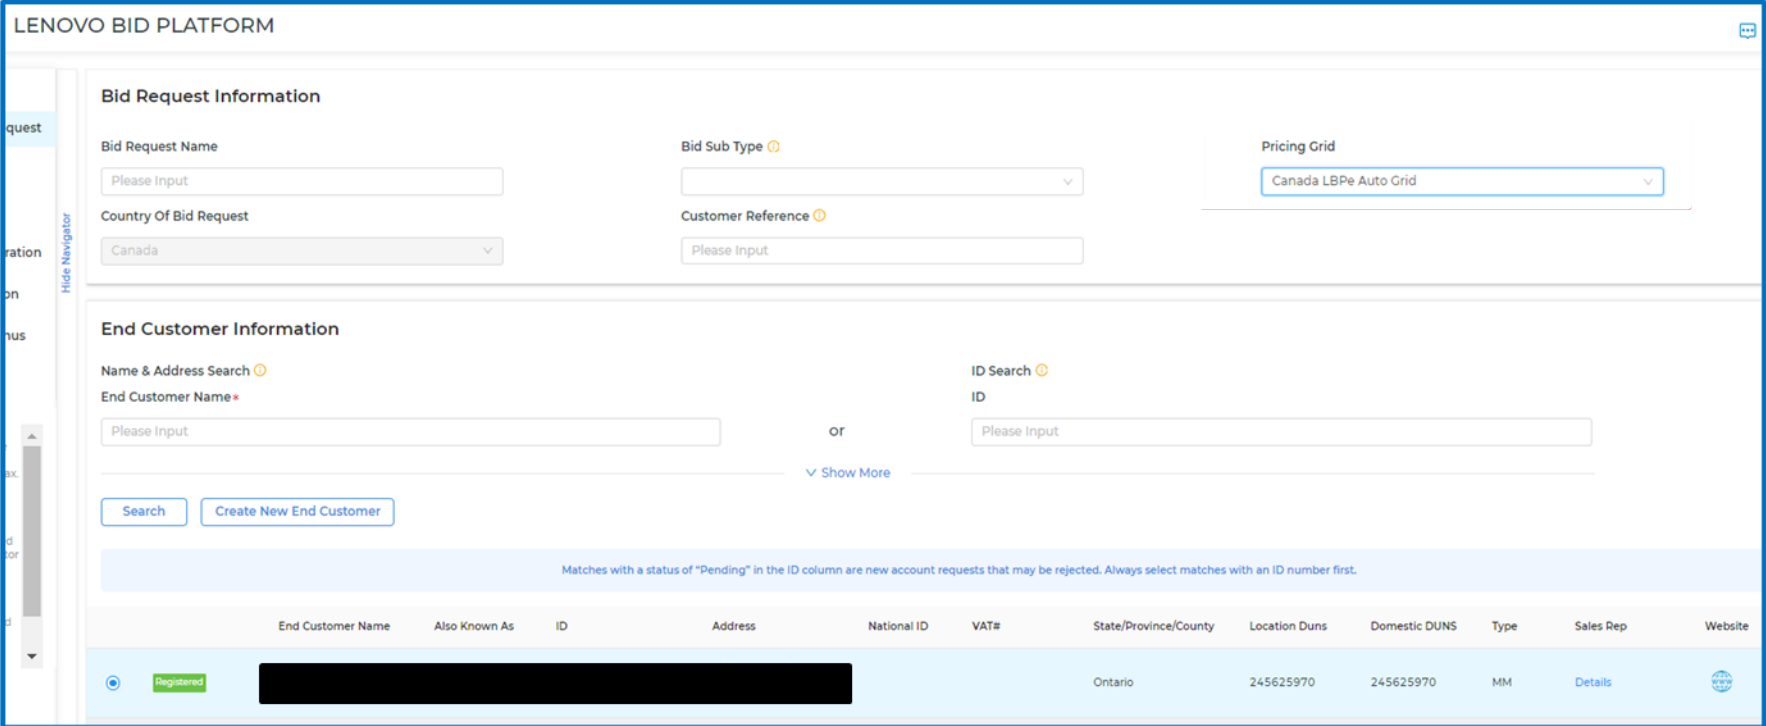 LENOVO BID PLATFORM
Bid Request Information
quest
Bid Request Name
Bid Sub Type
Pricing Grid
Please Input
Canada LBPe Auto Grid
Country Of Bid Request
Customer Reference
Canada
Please Input
Hide Navigator
ration
on
nus
End Customer Information
Name & Address Search
ID Search
End Customer Name*
ID
Please Input
or
Please Input
Show More
ax.
Search
Create New End Customer
d
tor
Matches with a status of "Pending" in the ID column are new account requests that may be rejected. Always select matches with an ID number first.
d
End Customer Name Also Known As ID Address National ID VAT# State/Province/County Location Duns Domestic DUNS Type Sales Rep Website
Registered Ontario 245625970 245625970 MM Details www